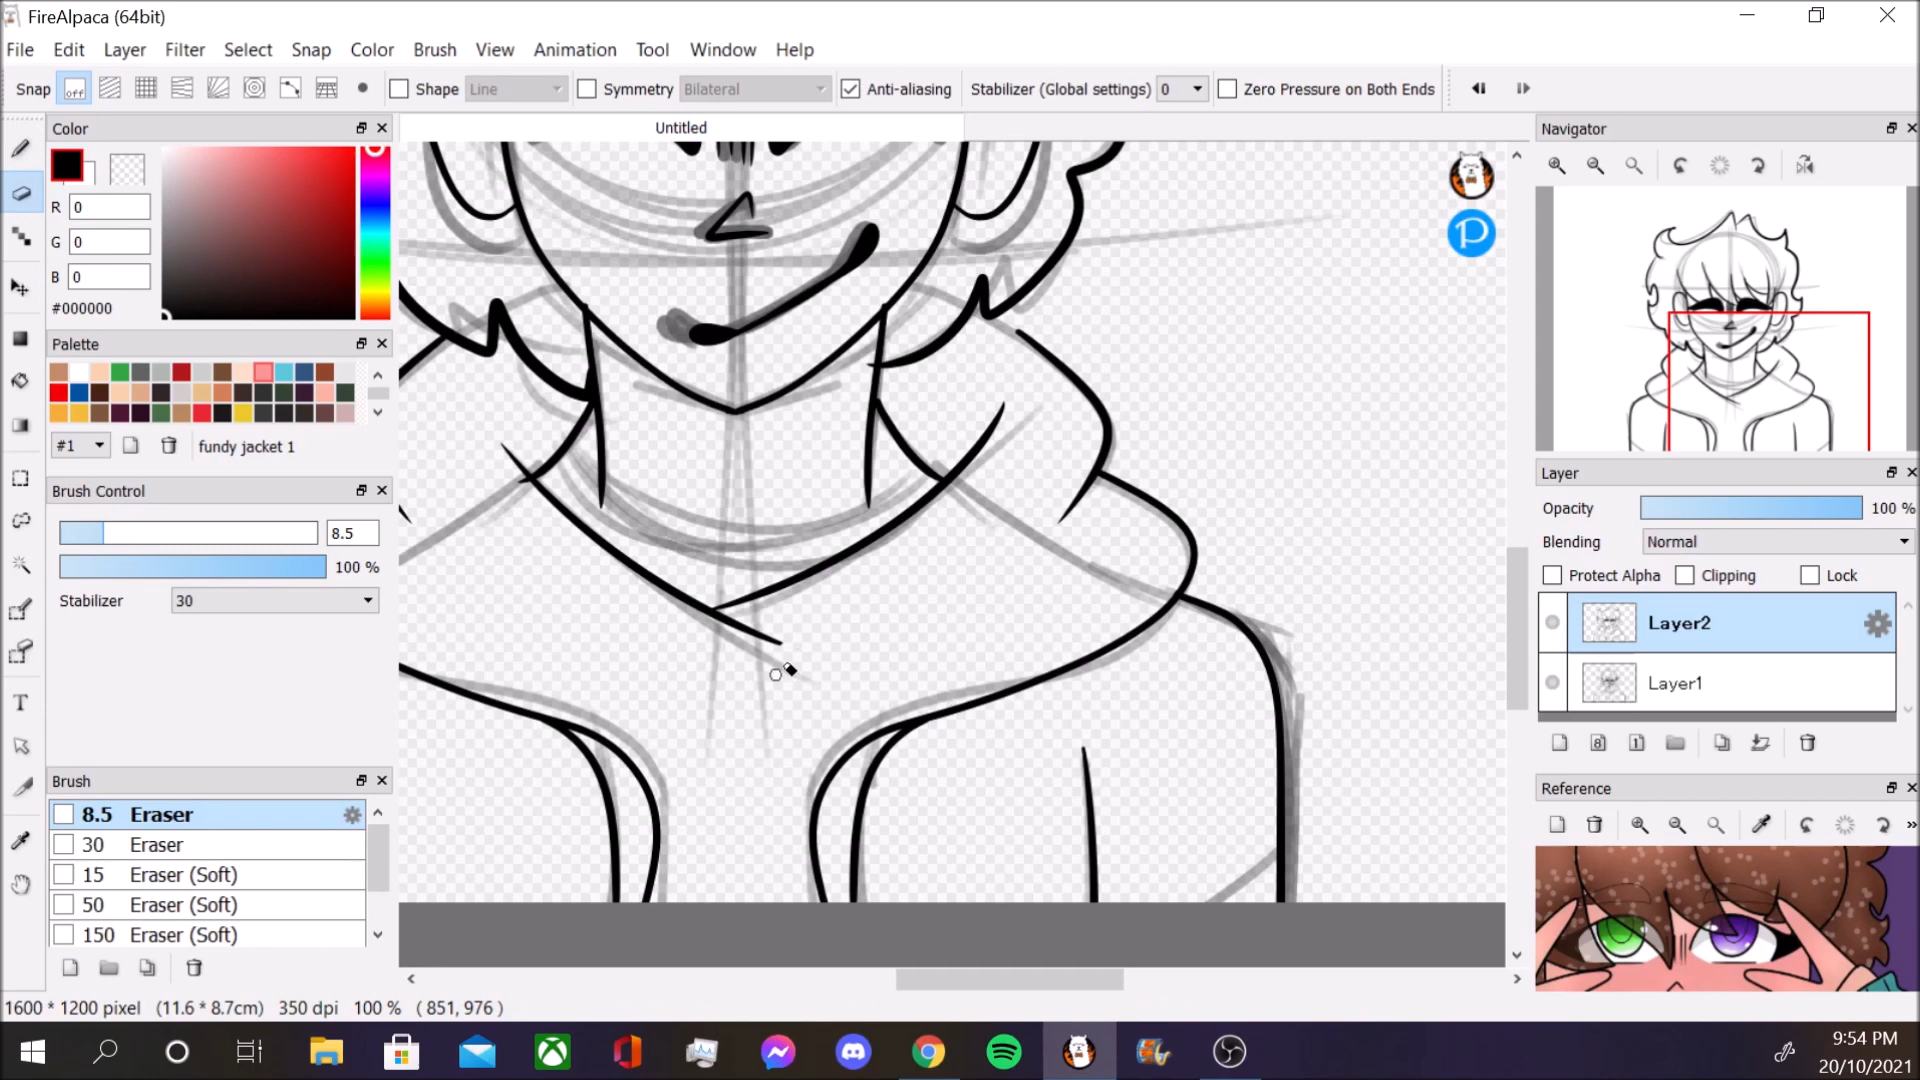 FireAlpaca (64bit)
File Edit Layer Filter Select Snap Color Brush View Animation Tool Window Help
Snap off Shape Line Symmetry Bilateral Anti-aliasing Stabilizer (Global settings) 0 Zero Pressure on Both Ends
Color
R 0
G 0
B 0
#000000
Palette
#1 fundy jacket 1
Brush Control
8.5
100 %
Stabilizer 30
Brush
8.5 Eraser
30 Eraser
15 Eraser (Soft)
50 Eraser (Soft)
150 Eraser (Soft)
Untitled
P
Navigator
Layer
Opacity 100 %
Blending Normal
Protect Alpha Clipping Lock
Layer2
Layer1
8 1
Reference
»
T
1600 * 1200 pixel (11.6 * 8.7cm) 350 dpi 100 % ( 851, 976 )
9:54 PM
20/10/2021